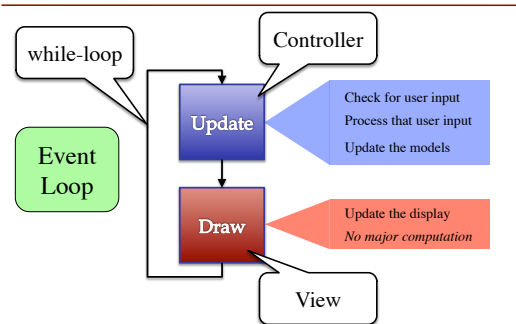 while-loop
Controller
Update
Check for user input
Process that user input
Update the models
Event
Loop
Draw
Update the display
No major computation
View